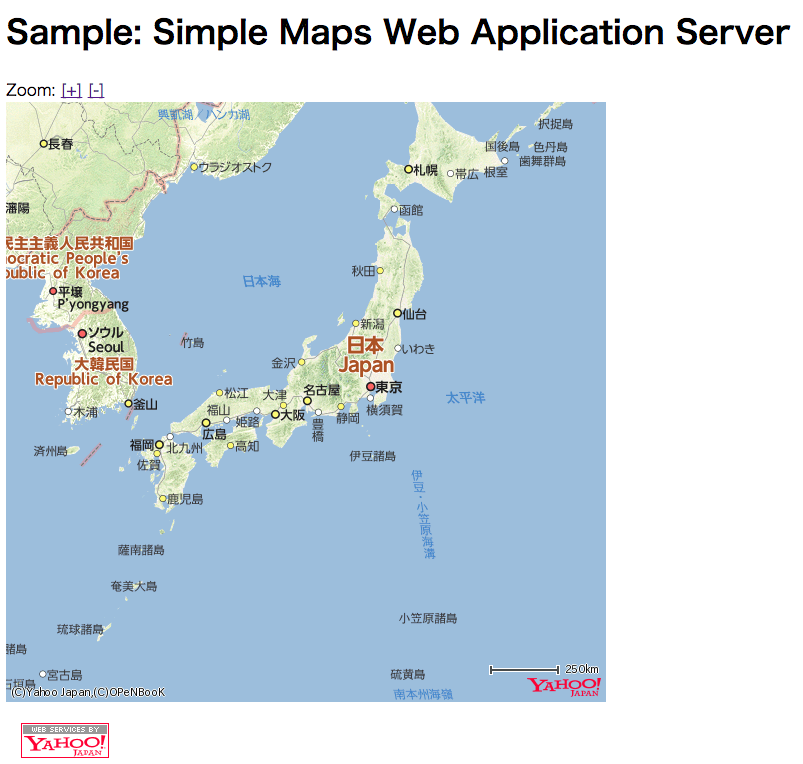 Sample: Simple Maps Web Application Server
Zoom: [+] [-]
興凱湖/ハンカ湖
択捉島
長春
国後島
色丹島
ウラジオストク
札幌
歯舞群島
帯広
根室
瀋陽
函館
民主主義人民共和国
ocratic People's
public of Korea
秋田
日本海
平壌
P'yongyang
仙台
新潟
ソウル
Seoul
竹島
日本
Japan
いわき
大韓民国
Republic of Korea
金沢
東京
松江
大津
名古屋
太平洋
釜山
木浦
福山
姫路
大阪
豊橋
静岡
横須賀
広島
福岡
北九州
高知
済州島
佐賀
伊豆諸島
伊豆・小笠原海溝
鹿児島
薩南諸島
奄美大島
小笠原諸島
琉球諸島
諸島
宮古島
石垣島
硫黄島
250km
(C)Yahoo Japan,(C)OPeNBooK
南本州海嶺
YAHOO!
JAPAN
WEB SERVICES BY
YAHOO!
JAPAN